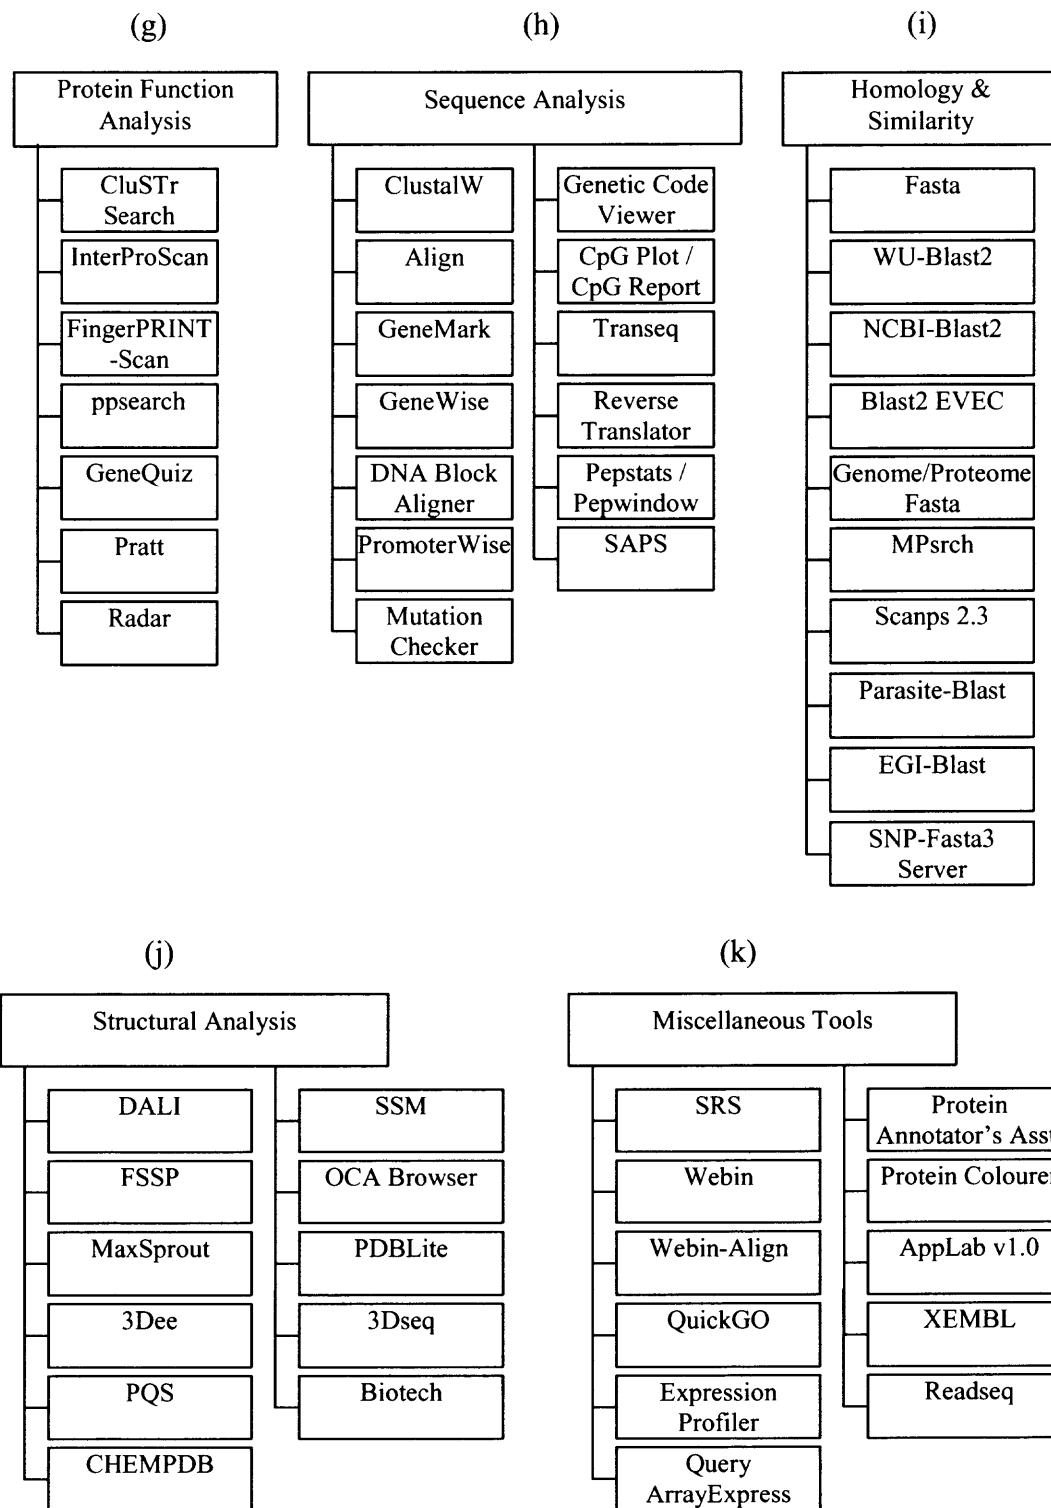 (g)
Protein Function
Analysis
CluSTr
Search
InterProScan
FingerPRINT
-Scan
ppsearch
GeneQuiz
Pratt
Radar
(h)
Sequence Analysis
ClustalW
Align
GeneMark
GeneWise
DNA Block
Aligner
PromoterWise
Mutation
Checker
Genetic Code
Viewer
CpG Plot /
CpG Report
Transeq
Reverse
Translator
Pepstats /
Pepwindow
SAPS
(i)
Homology &
Similarity
Fasta
WU-Blast2
NCBI-Blast2
Blast2 EVEC
Genome/Proteome
Fasta
MPsrch
Scanps 2.3
Parasite-Blast
EGI-Blast
SNP-Fasta3
Server
(j)
Structural Analysis
DALI
FSSP
MaxSprout
3Dee
PQS
CHEMPDB
SSM
OCA Browser
PDBLite
3Dseq
Biotech
(k)
Miscellaneous Tools
SRS
Webin
Webin-Align
QuickGO
Expression
Profiler
Query
ArrayExpress
Protein
Annotator's Asst
Protein Colourer
AppLab v1.0
XEMBL
Readseq